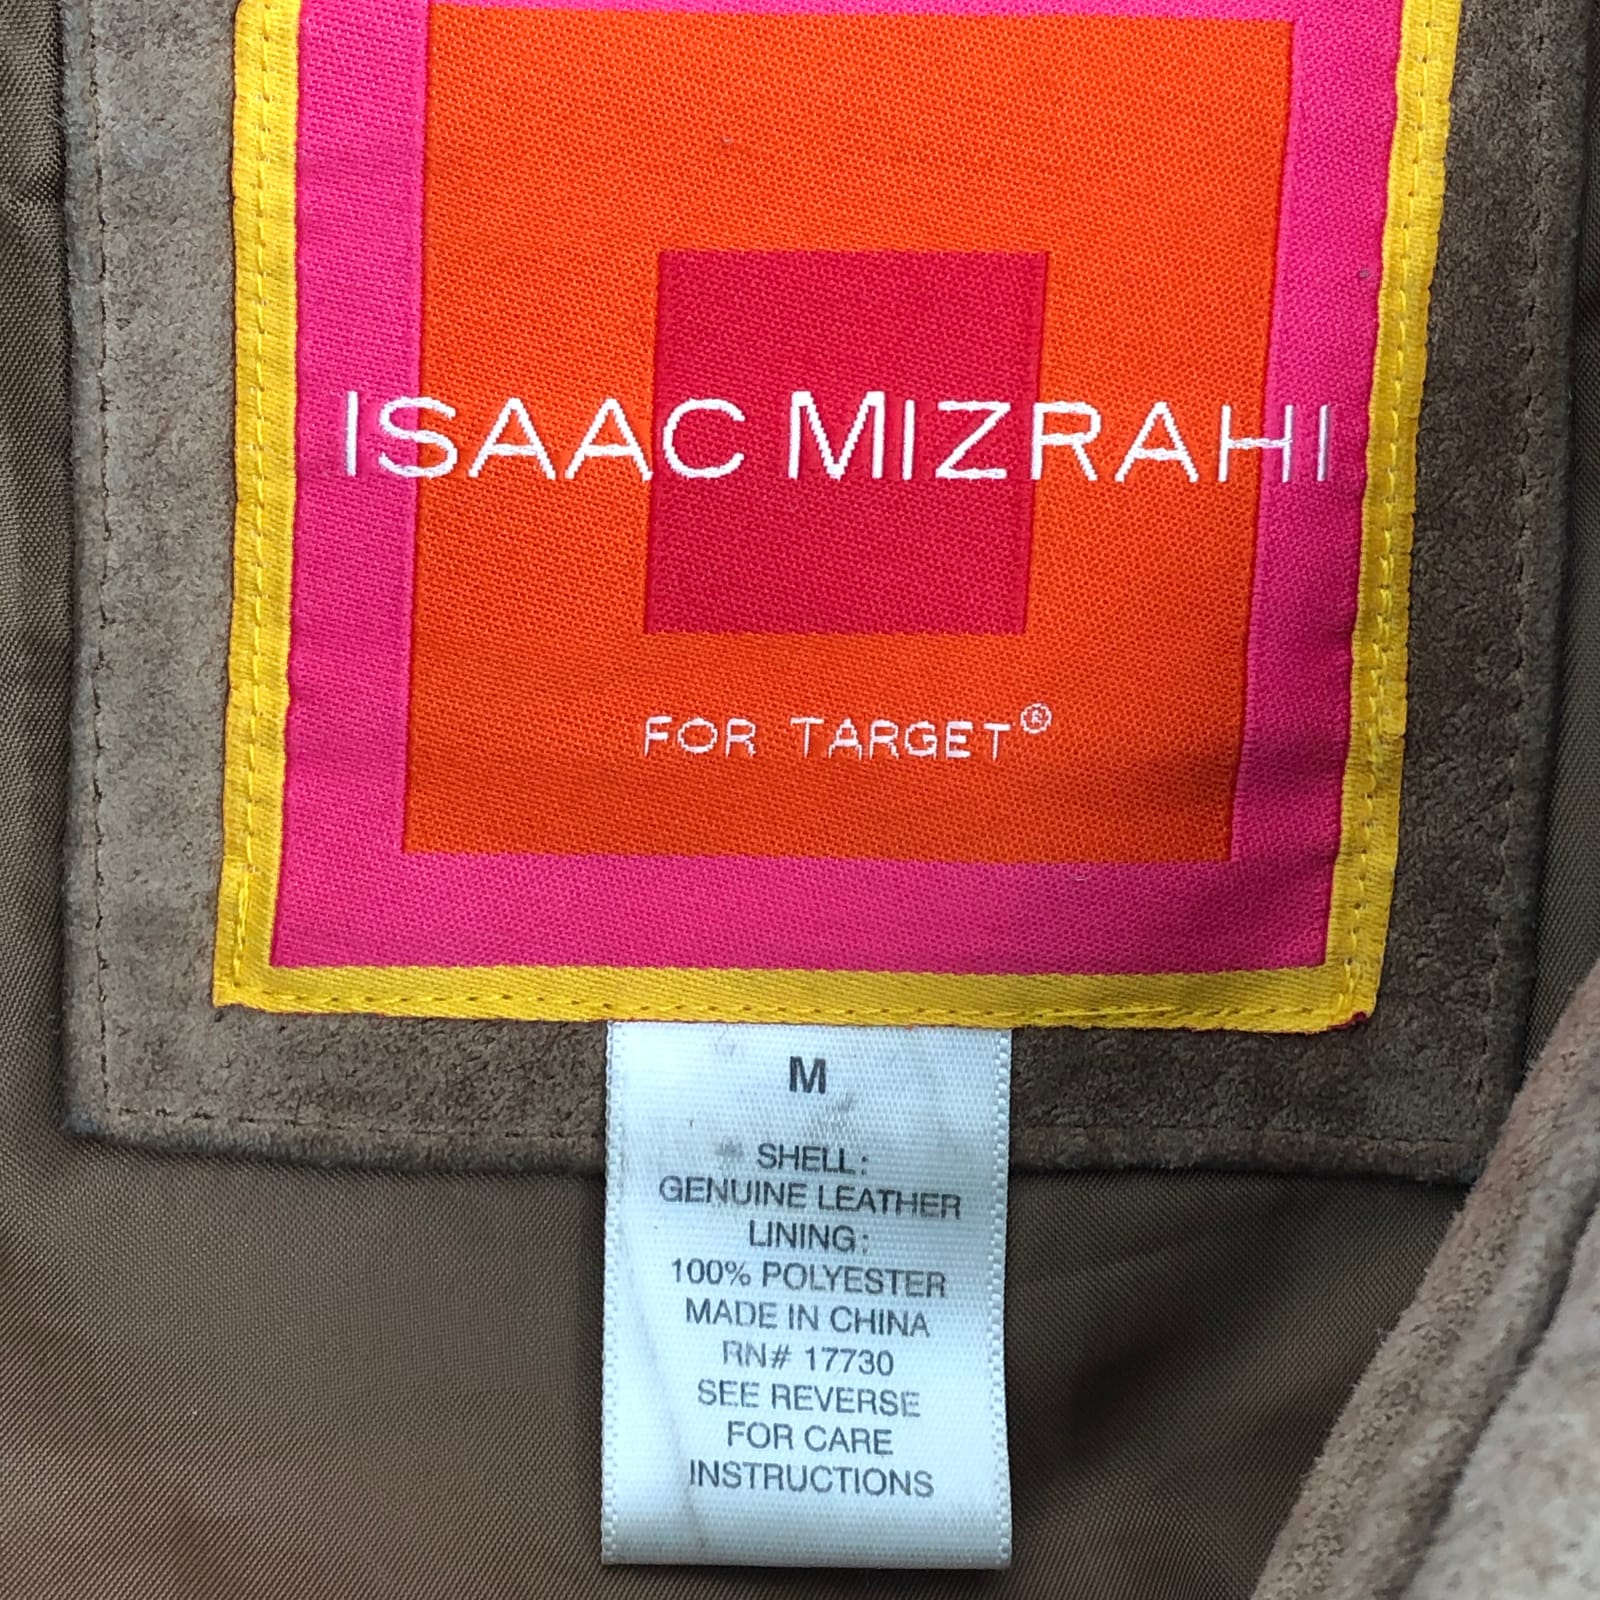 ISAAC MIZRAHI
FOR TARGET®
M
SHELL:
GENUINE LEATHER
LINING:
100% POLYESTER
MADE IN CHINA
RN# 17730
SEE REVERSE
FOR CARE
INSTRUCTIONS